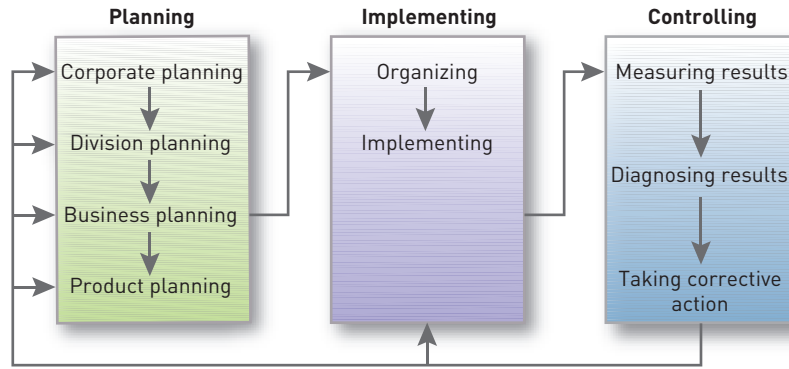 Planning
Corporate planning
Division planning
Business planning
Product planning
Implementing
Organizing
Implementing
Controlling
Measuring results
Diagnosing results
Taking corrective
action